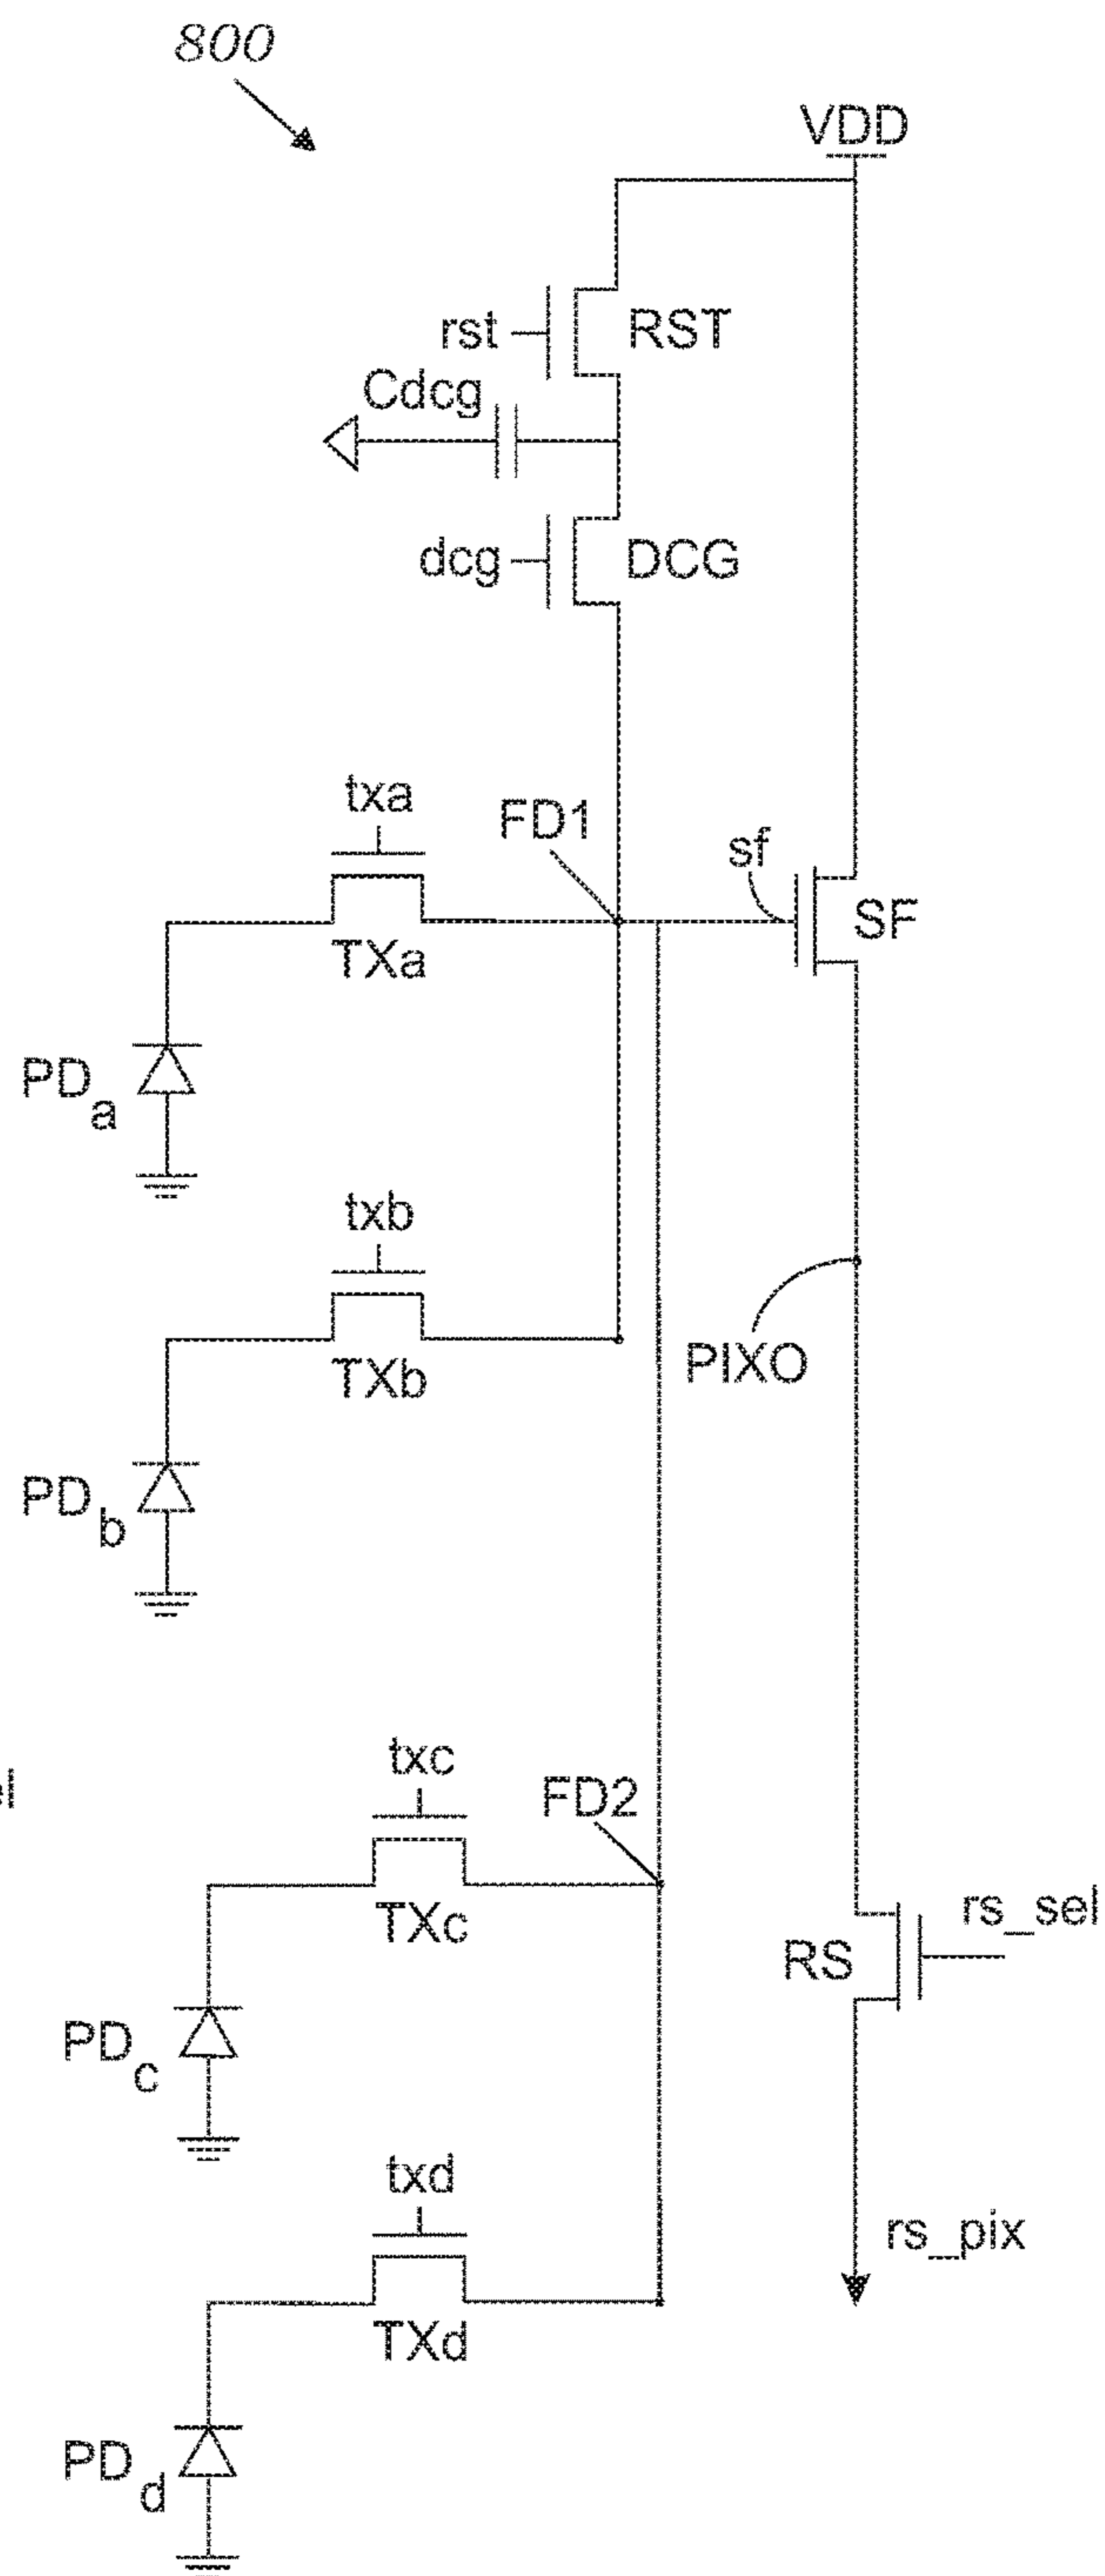 800
VDD
rst
RST
Cdcg
dcg
DCG
txa
FD1
sf
SF
TXa
PDa
txb
PIXO
TXb
PDb
txc
FD2
TXc
rs_sel
RS
PDc
txd
rs_pix
TXd
PDd